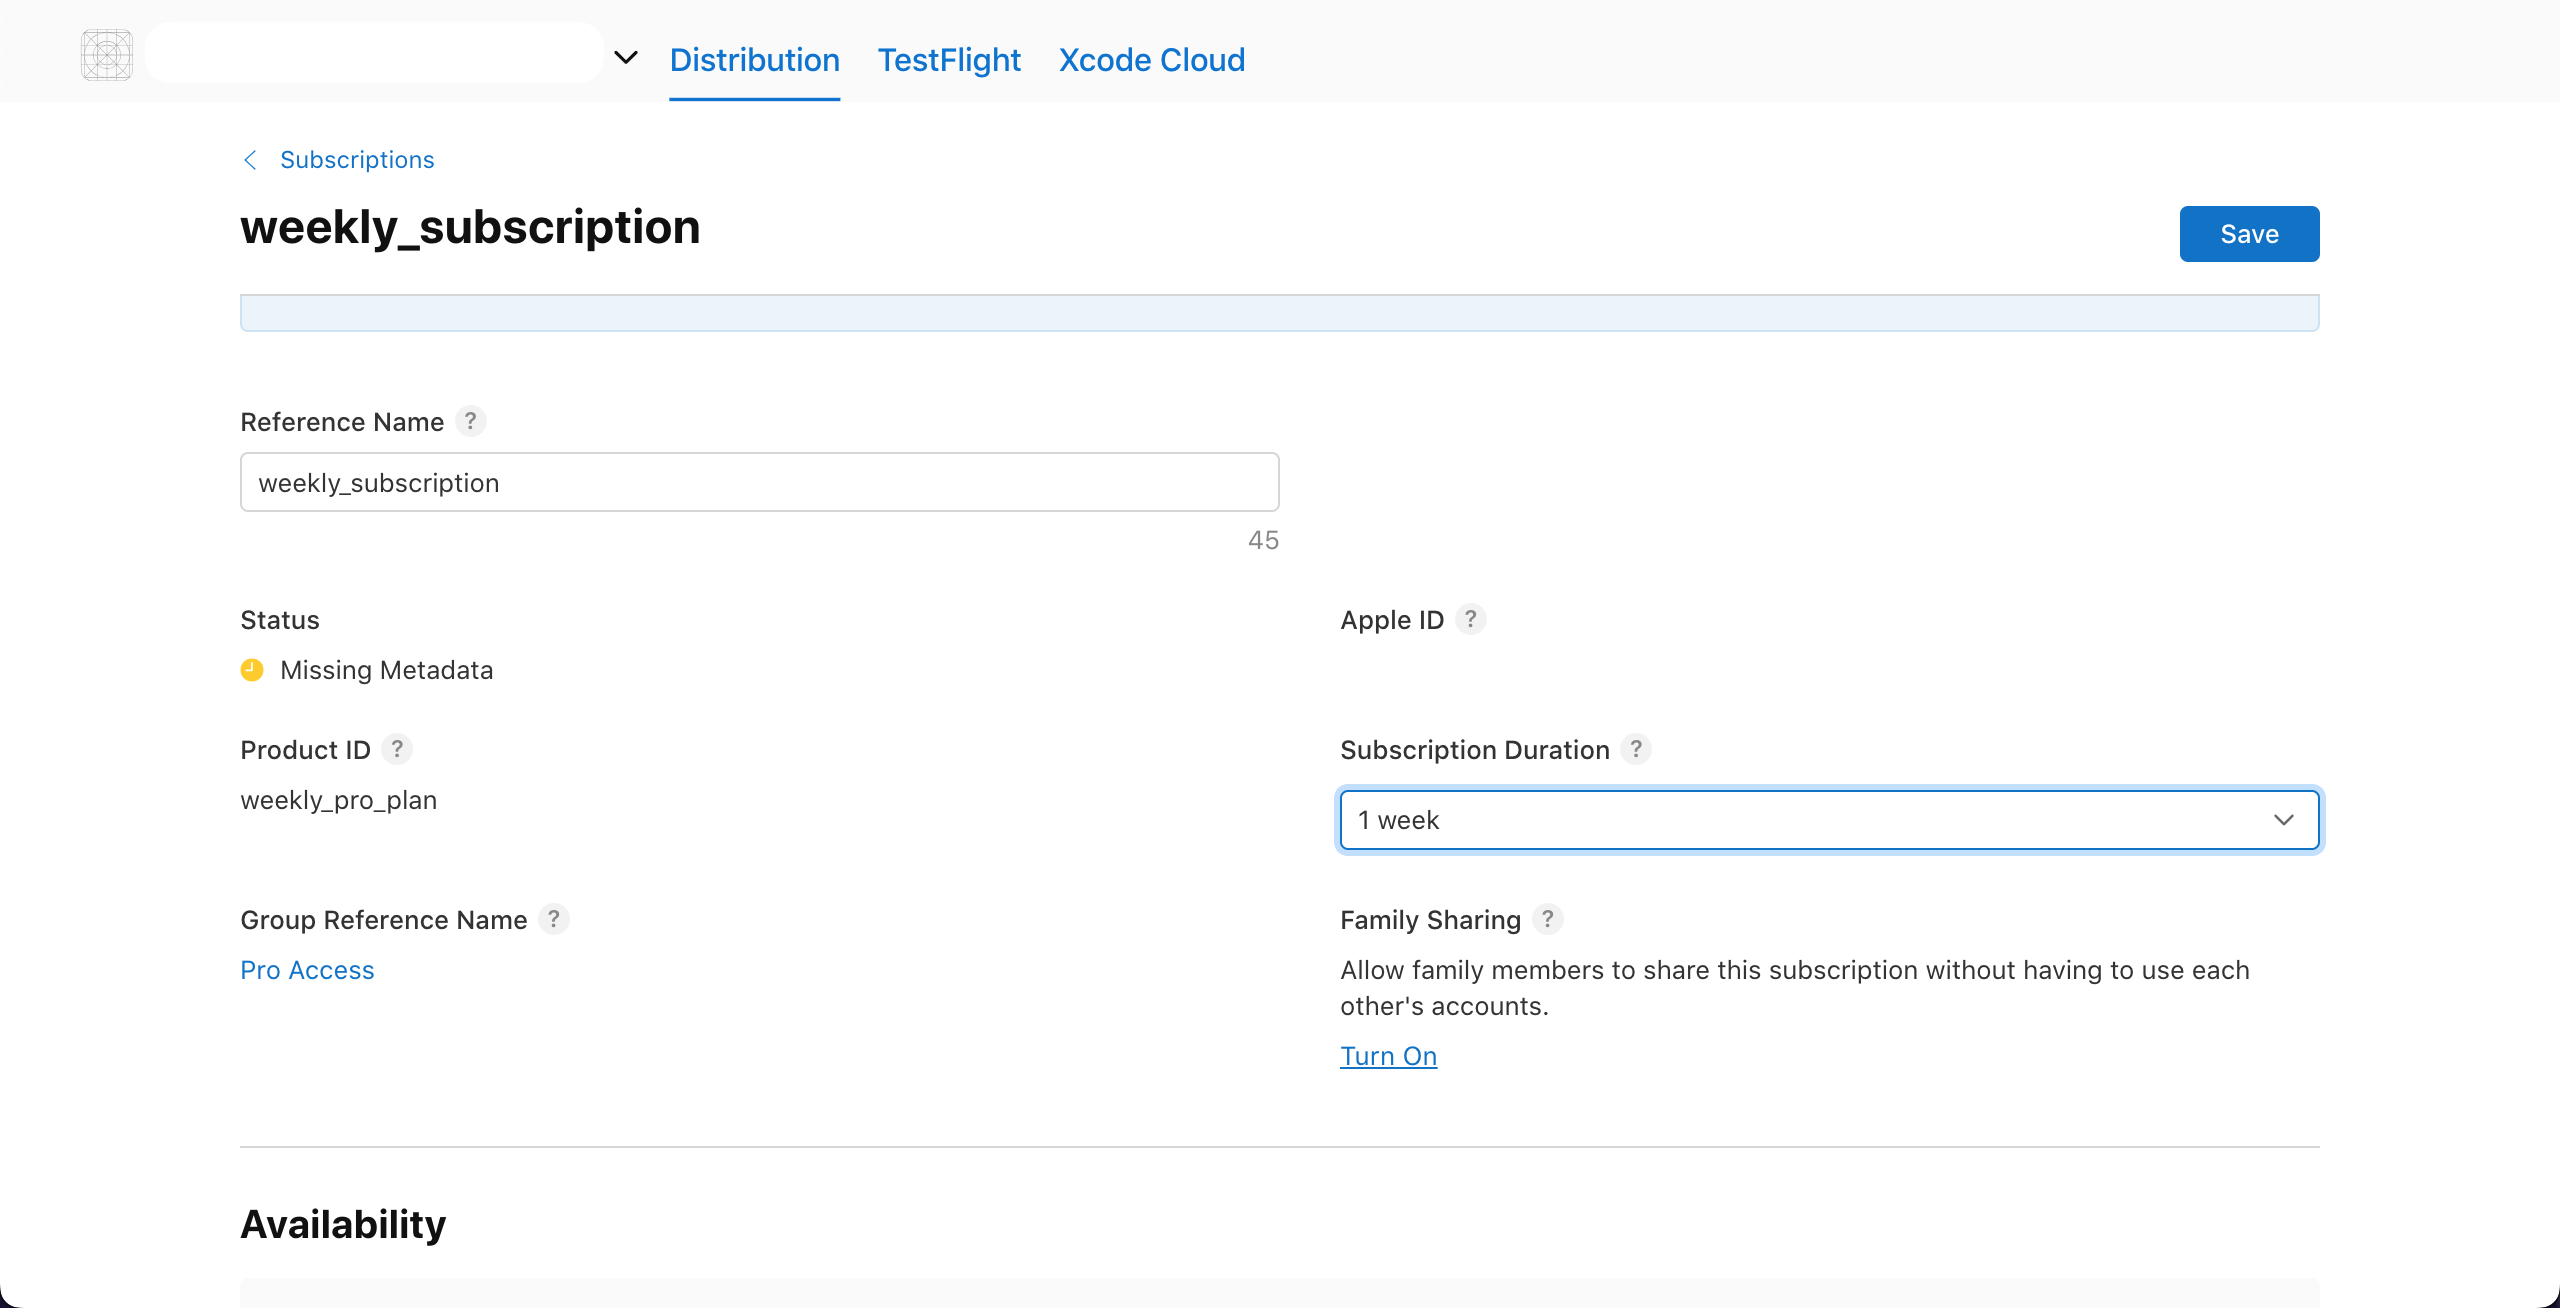 Distribution
TestFlight
Xcode Cloud
Subscriptions
weekly_subscription
Save
Reference Name ?
weekly_subscription
45
Status
Missing Metadata
Apple ID ?
Product ID ?
weekly_pro_plan
Subscription Duration ?
1 week
Group Reference Name ?
Pro Access
Family Sharing ?
Allow family members to share this subscription without having to use each
other's accounts.
Turn On
Availability